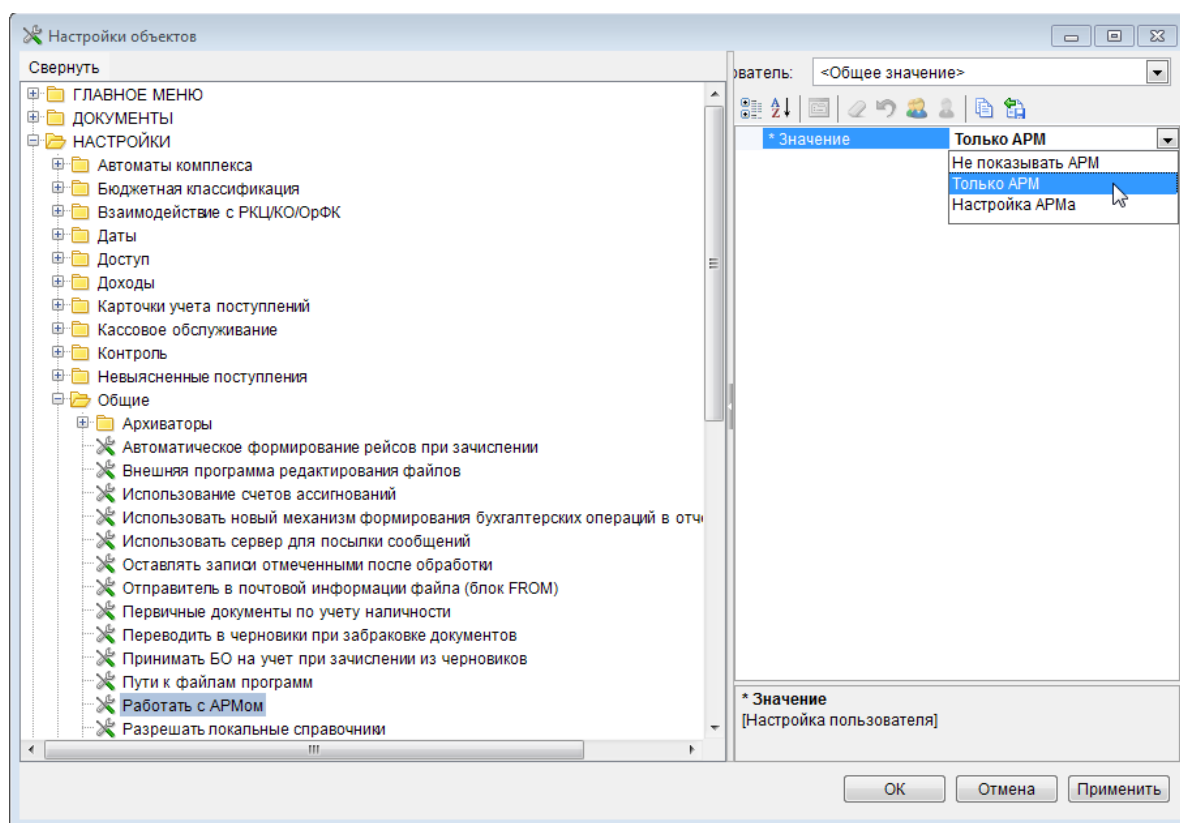 Настройки объектов
Свернуть
ГЛАВНОЕ МЕНЮ
ДОКУМЕНТЫ
НАСТРОЙКИ
Автоматы комплекса
Бюджетная классификация
Взаимодействие с РКЦ/КО/ОрФК
Даты
Доступ
Доходы
Карточки учета поступлений
Кассовое обслуживание
Контроль
Невыясненные поступления
Общие
Архиваторы
Автоматическое формирование рейсов при зачислении
Внешняя программа редактирования файлов
Использование счетов ассигнований
Использовать новый механизм формирования бухгалтерских операций в отч
Использовать сервер для посылки сообщений
Оставлять записи отмеченными после обработки
Отправитель в почтовой информации файла (блок FROM)
Первичные документы по учету наличности
Переводить в черновики при забраковке документов
Принимать БО на учет при зачислении из черновиков
Пути к файлам программ
Работать с АРМом
Разрешать локальные справочники
ователь: <Общее значение>
* Значение Только АРМ
Не показывать АРМ
Только АРМ
Настройка АРМа
* Значение
[Настройка пользователя]
ОК Отмена Применить